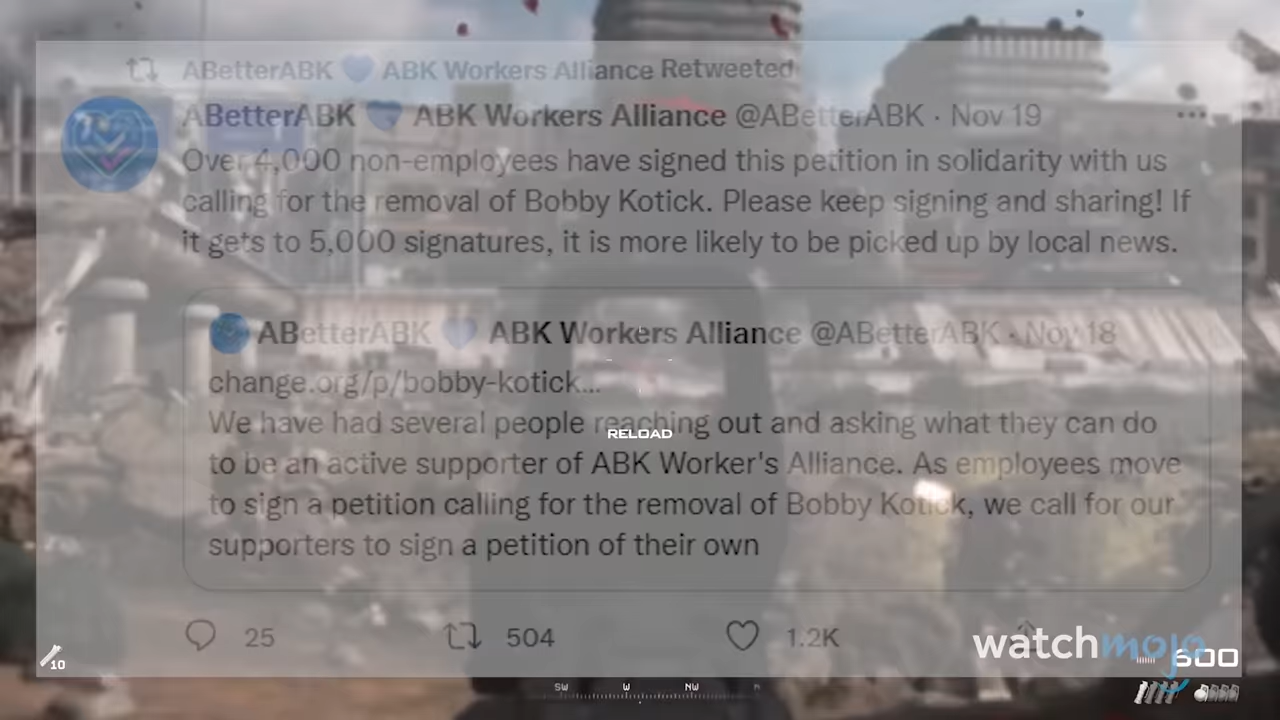 ABetterABK 💙 ABK Workers Alliance Retweeted
ABetterABK 💙 ABK Workers Alliance @ABetterABK · Nov 19
Over 4,000 non-employees have signed this petition in solidarity with us
calling for the removal of Bobby Kotick. Please keep signing and sharing! If
it gets to 5,000 signatures, it is more likely to be picked up by local news.
ABetterABK 💙 ABK Workers Alliance @ABetterABK · Nov 18
change.org/p/bobby-kotick...
We have had several people reaching out and asking what they can do
RELOAD
to be an active supporter of ABK Worker's Alliance. As employees move
to sign a petition calling for the removal of Bobby Kotick, we call for our
supporters to sign a petition of their own
25 504 1.2K
watchmojo
10
600
SW W NW